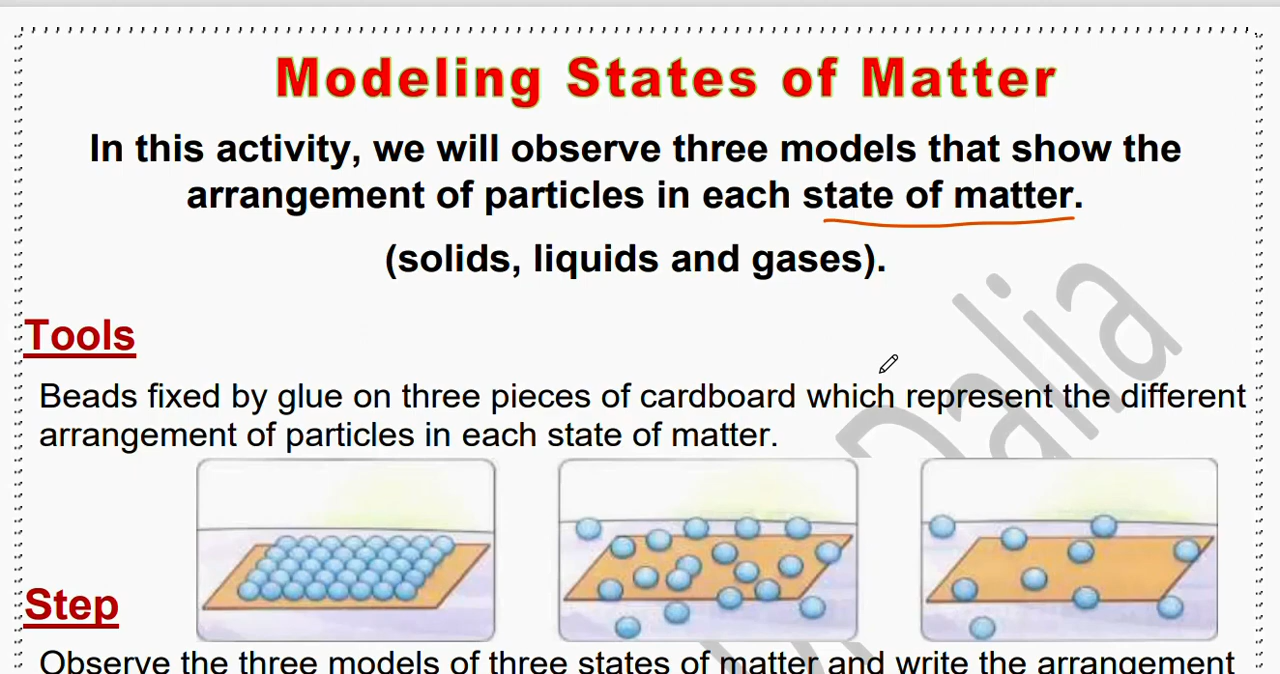 Modeling States of Matter
In this activity, we will observe three models that show the
arrangement of particles in each state of matter.
(solids, liquids and gases).
Tools
Beads fixed by glue on three pieces of cardboard which represent the different
arrangement of particles in each state of matter.
Step
Observe the three models of three states of matter and write the arrangement
Dalia